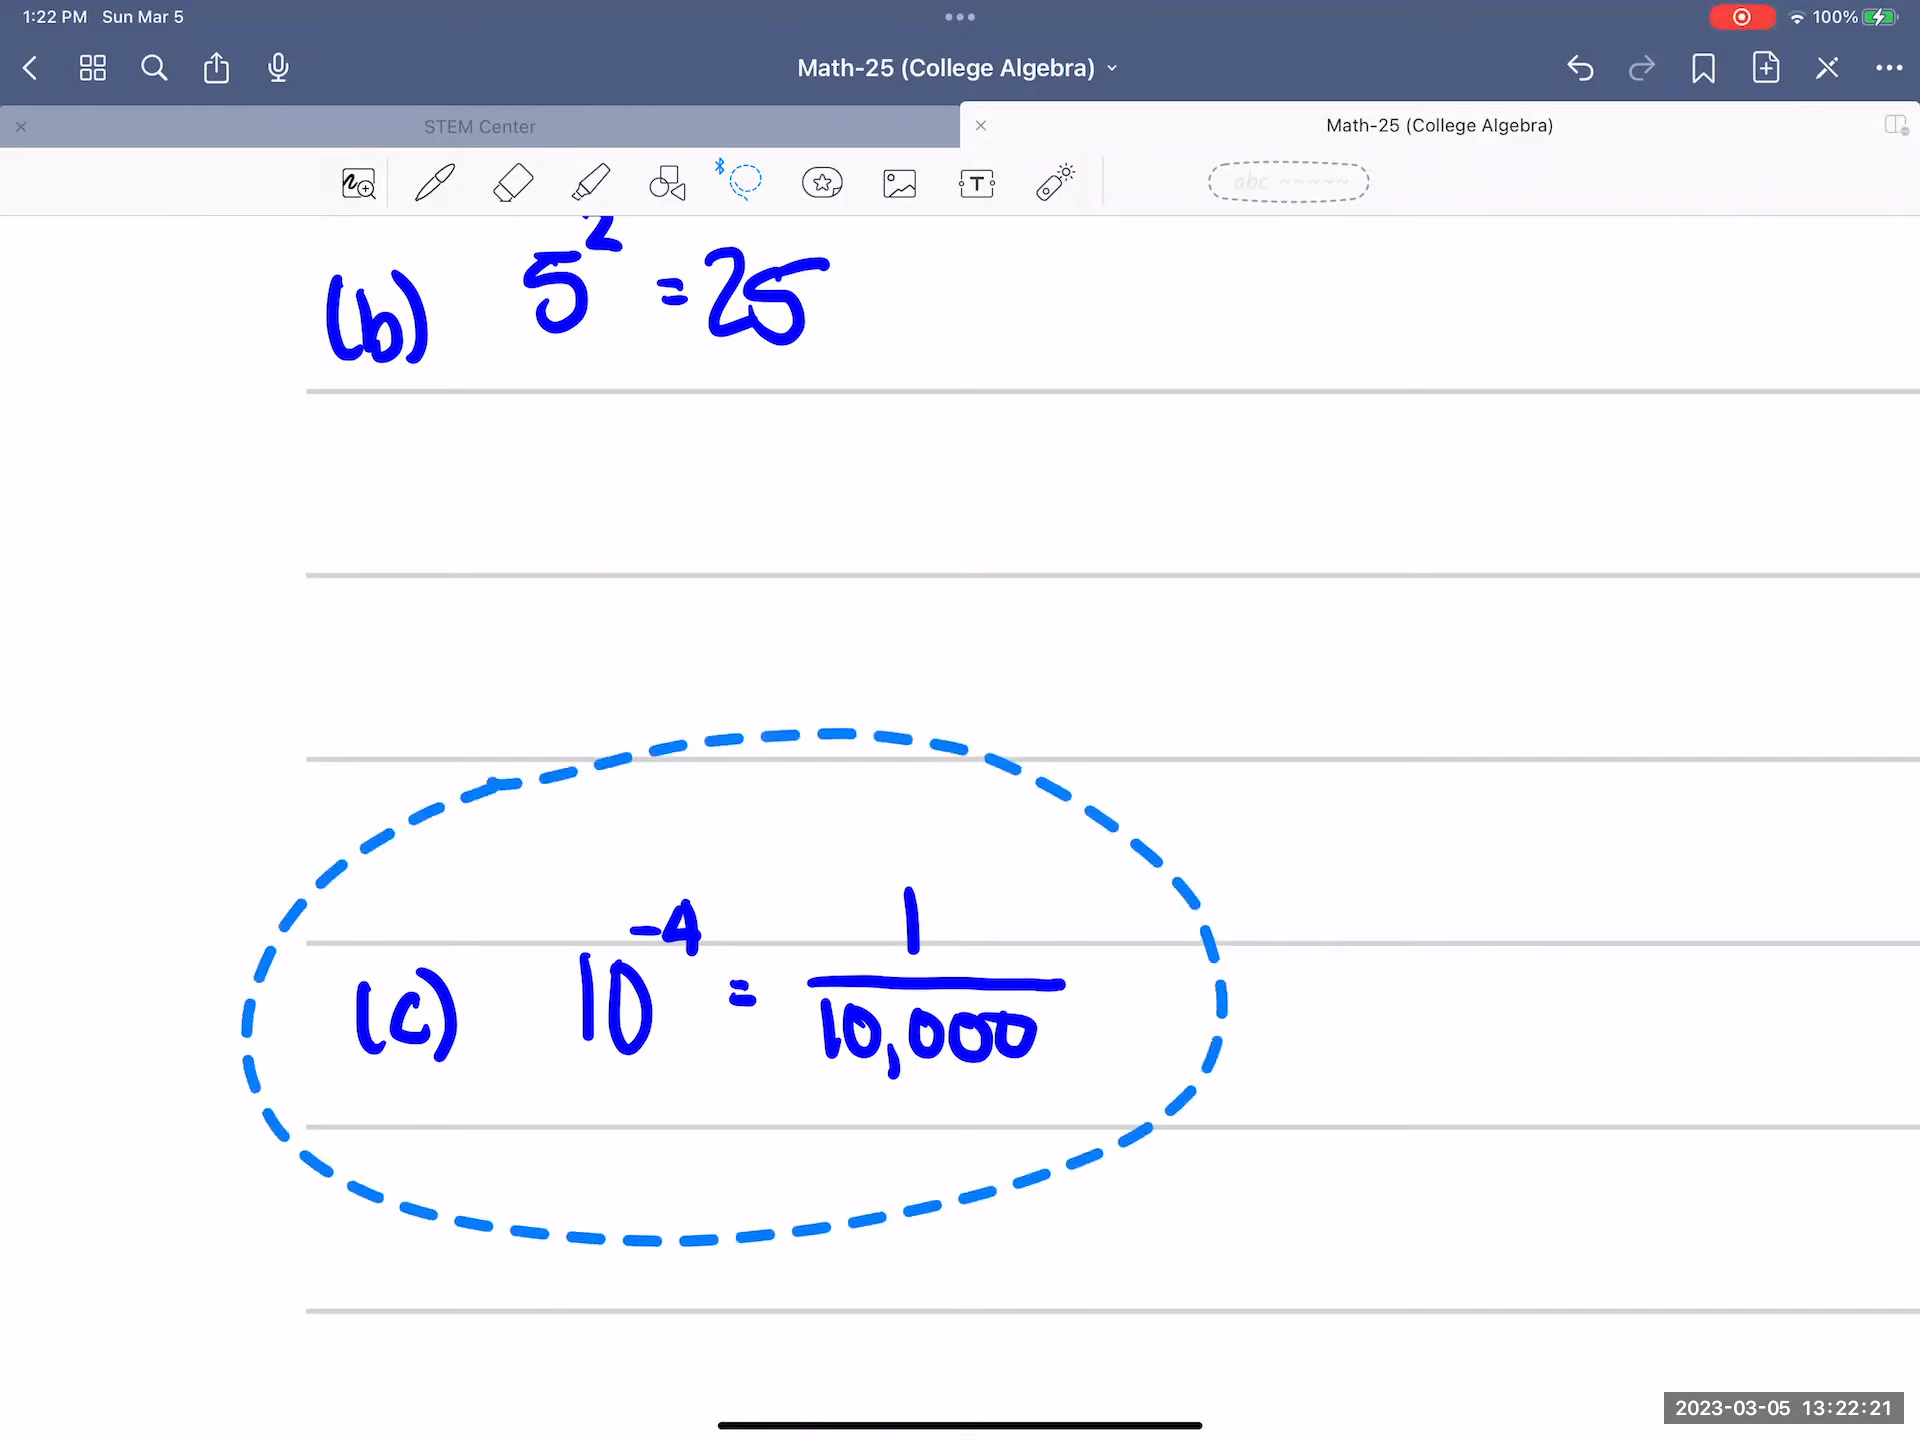 1:22 PM Sun Mar 5
100%
Math-25 (College Algebra)
STEM Center
Math-25 (College Algebra)
T
abc
(b) 5² = 25
(c) 10⁻⁴ = 1/10,000
2023-03-05 13:22:21